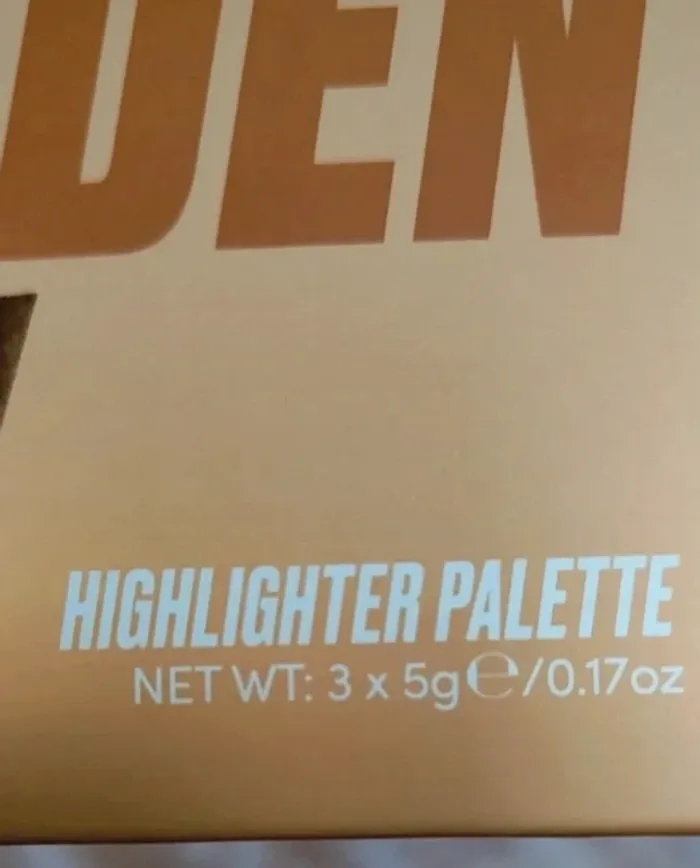 DEN
HIGHLIGHTER PALETTE
NET WT: 3 x 5g℮/0.17oz